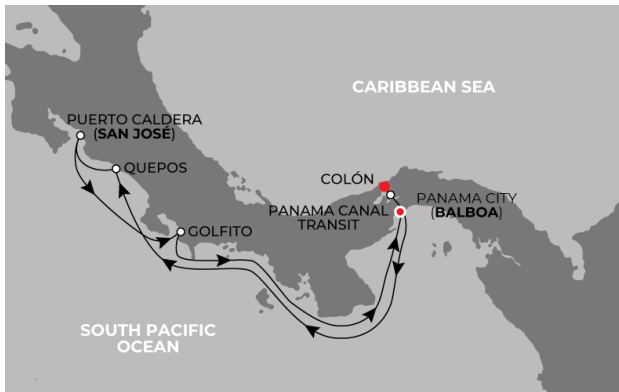 CARIBBEAN SEA
PUERTO CALDERA
(SAN JOSÉ)
QUEPOS
COLÓN
PANAMA CANAL
TRANSIT
PANAMA CITY
(BALBOA)
GOLFITO
SOUTH PACIFIC
OCEAN